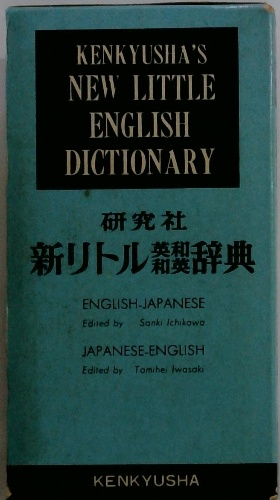 KENKYUSHA'S
NEW LITTLE
ENGLISH
DICTIONARY
研究社
新リトル英和和英辞典
ENGLISH-JAPANESE
Edited by Sanki Ichikawa
JAPANESE-ENGLISH
Edited by Tamihei Iwasaki
KENKYUSHA